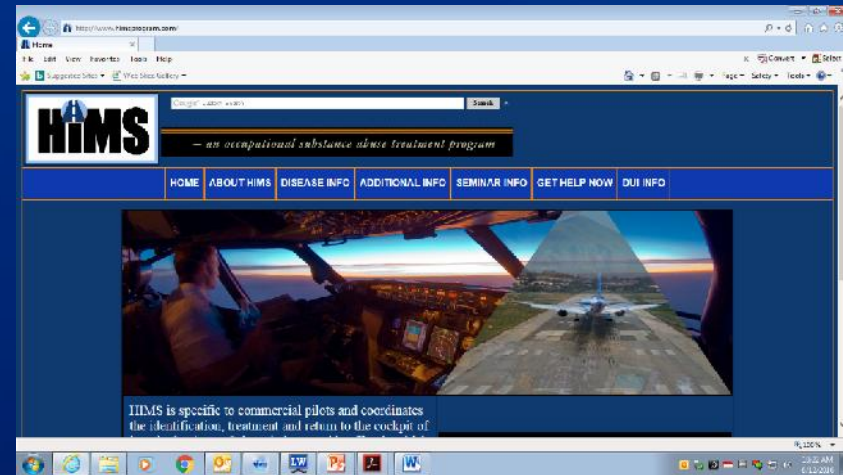 http://www.himsprogram.com/
Home
File Edit View Favorites Tools Help
Convert Select
Suggested Sites Web Slice Gallery
Page Safety Tools
HIMS
Search
– an occupational substance abuse treatment program
HOME ABOUT HIMS DISEASE INFO ADDITIONAL INFO SEMINAR INFO GET HELP NOW DUI INFO
HIMS is specific to commercial pilots and coordinates
the identification, treatment and return to the cockpit of
100%